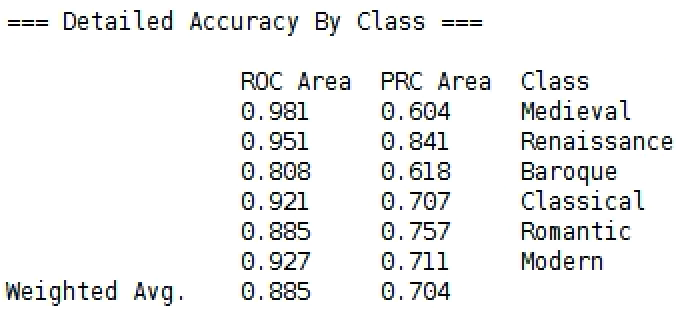 === Detailed Accuracy By Class ===
ROC Area PRC Area Class
0.981 0.604 Medieval
0.951 0.841 Renaissance
0.808 0.618 Baroque
0.921 0.707 Classical
0.885 0.757 Romantic
0.927 0.711 Modern
Weighted Avg. 0.885 0.704